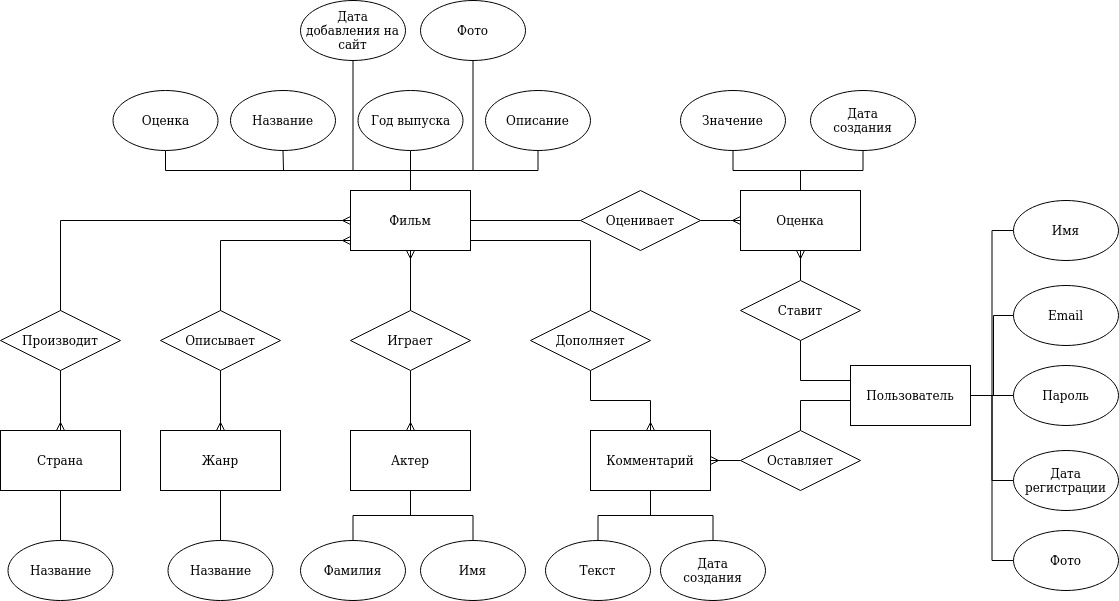 Дата
добавления на
сайт
Фото
Оценка
Название
Год выпуска
Описание
Значение
Дата
создания
Фильм
Оценивает
Оценка
Имя
Производит
Описывает
Играет
Дополняет
Ставит
Email
Пользователь
Пароль
Страна
Жанр
Актер
Комментарий
Оставляет
Дата
регистрации
Название
Название
Фамилия
Имя
Текст
Дата
создания
Фото